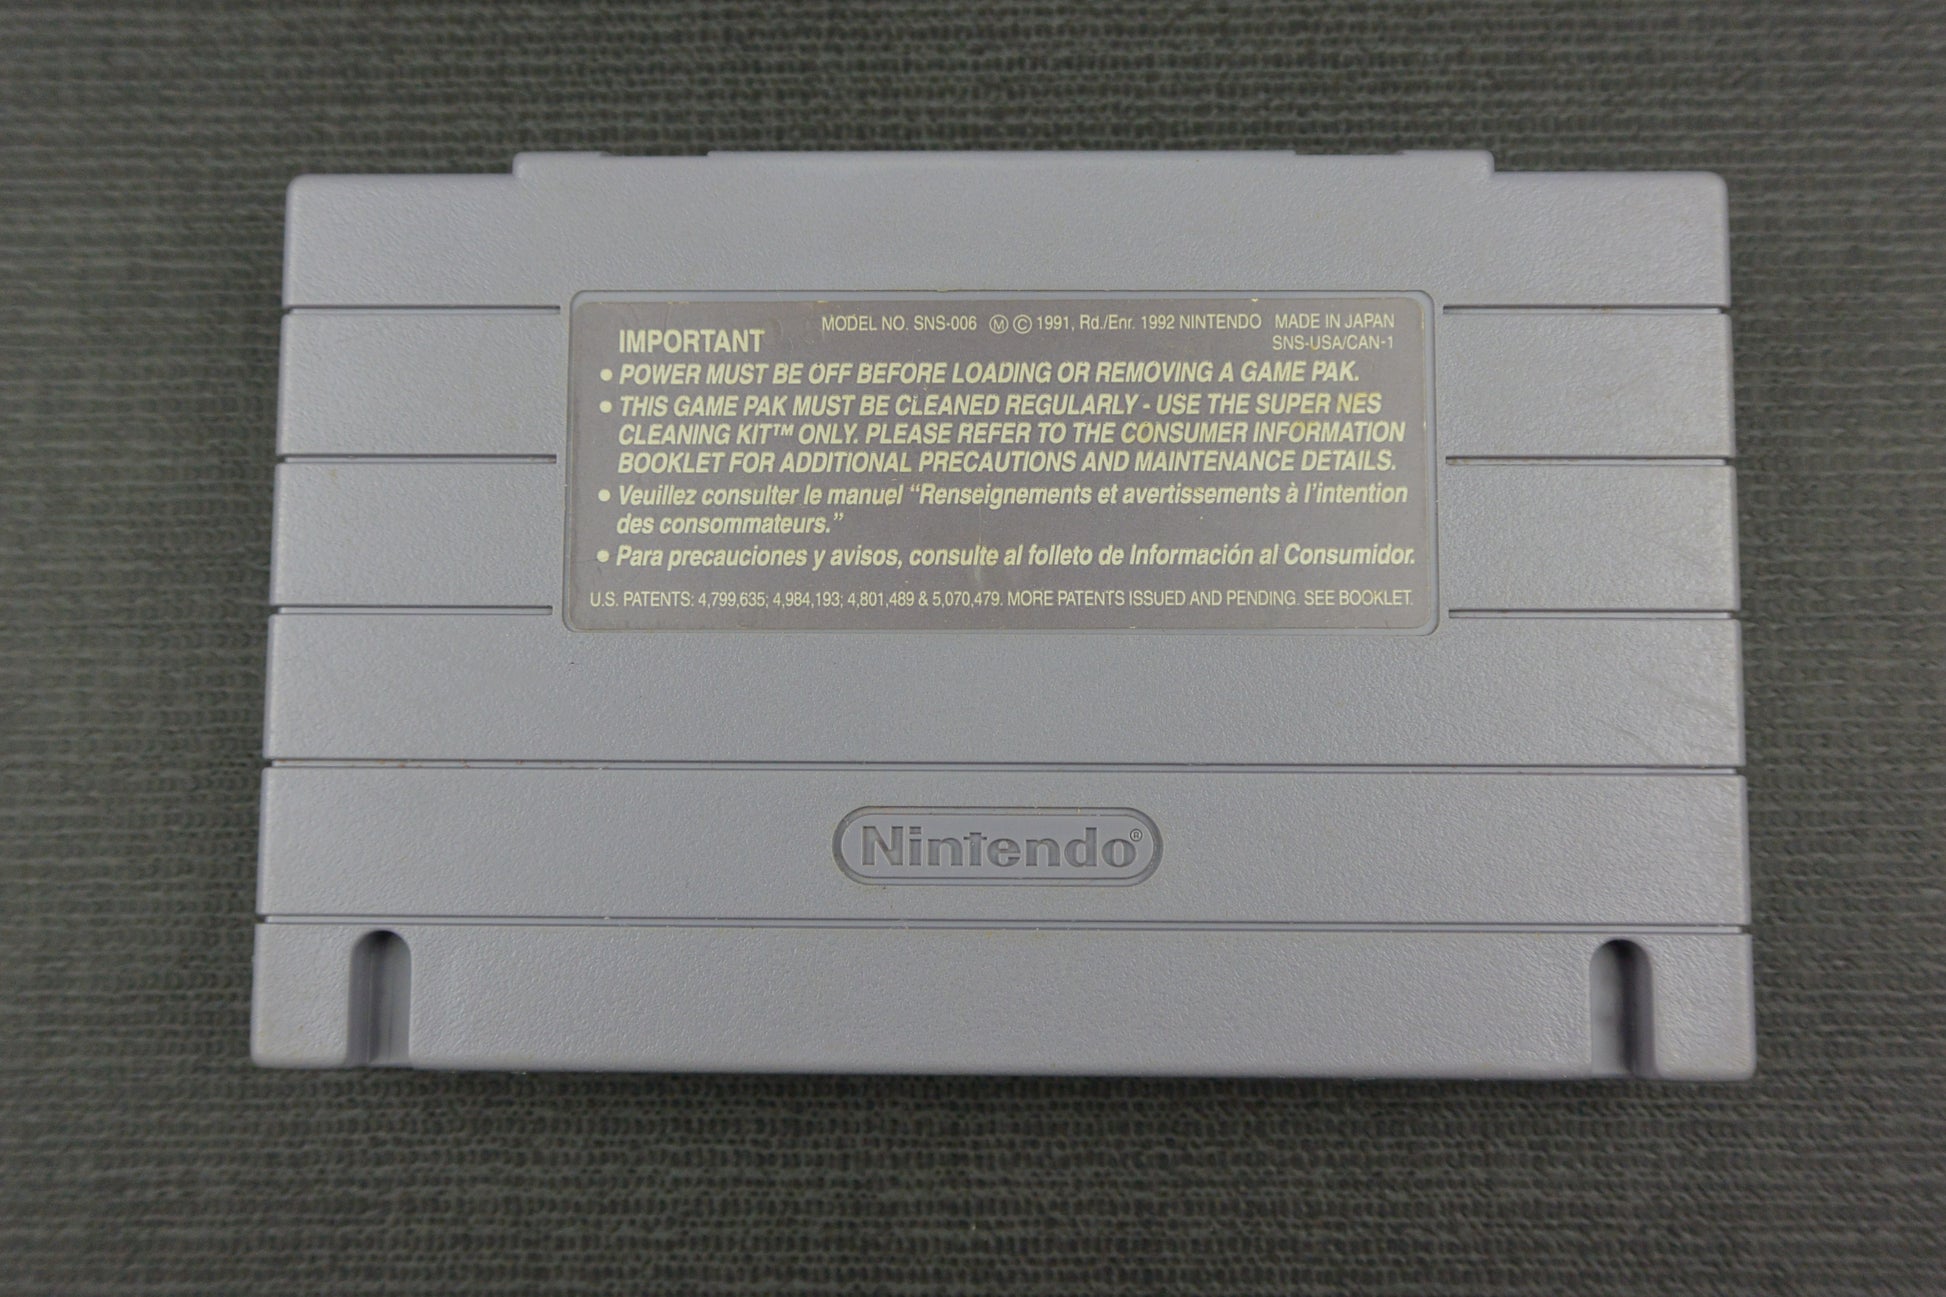 MODEL NO. SNS-006 Ⓜ © 1991, Rd./Enr. 1992 NINTENDO MADE IN JAPAN
IMPORTANT SNS-USA/CAN-1
• POWER MUST BE OFF BEFORE LOADING OR REMOVING A GAME PAK.
• THIS GAME PAK MUST BE CLEANED REGULARLY - USE THE SUPER NES
CLEANING KIT™ ONLY. PLEASE REFER TO THE CONSUMER INFORMATION
BOOKLET FOR ADDITIONAL PRECAUTIONS AND MAINTENANCE DETAILS.
• Veuillez consulter le manuel “Renseignements et avertissements à l’intention
des consommateurs.”
• Para precauciones y avisos, consulte al folleto de Información al Consumidor.
U.S. PATENTS: 4,799,635; 4,984,193; 4,801,489 & 5,070,479. MORE PATENTS ISSUED AND PENDING. SEE BOOKLET.
Nintendo®